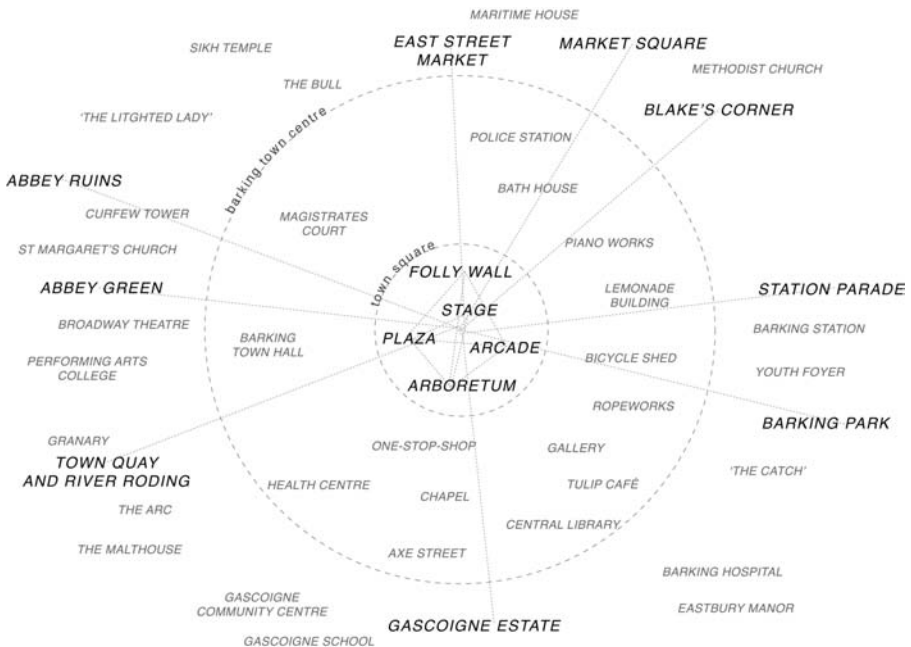 MARITIME HOUSE
EAST STREET
MARKET
MARKET SQUARE
SIKH TEMPLE
METHODIST CHURCH
THE BULL
BLAKE'S CORNER
'THE LITGHTED LADY'
barking town centre
POLICE STATION
ABBEY RUINS
BATH HOUSE
CURFEW TOWER
MAGISTRATES
COURT
ST MARGARET'S CHURCH
PIANO WORKS
town square
FOLLY WALL
ABBEY GREEN
LEMONADE
BUILDING
STATION PARADE
STAGE
BROADWAY THEATRE
BARKING
TOWN HALL
PLAZA
ARCADE
BARKING STATION
PERFORMING ARTS
COLLEGE
BICYCLE SHED
YOUTH FOYER
ARBORETUM
ROPEWORKS
BARKING PARK
GRANARY
ONE-STOP-SHOP
GALLERY
TOWN QUAY
AND RIVER RODING
'THE CATCH'
HEALTH CENTRE
TULIP CAFÉ
CHAPEL
THE ARC
CENTRAL LIBRARY
THE MALTHOUSE
AXE STREET
BARKING HOSPITAL
GASCOIGNE
COMMUNITY CENTRE
EASTBURY MANOR
GASCOIGNE ESTATE
GASCOIGNE SCHOOL